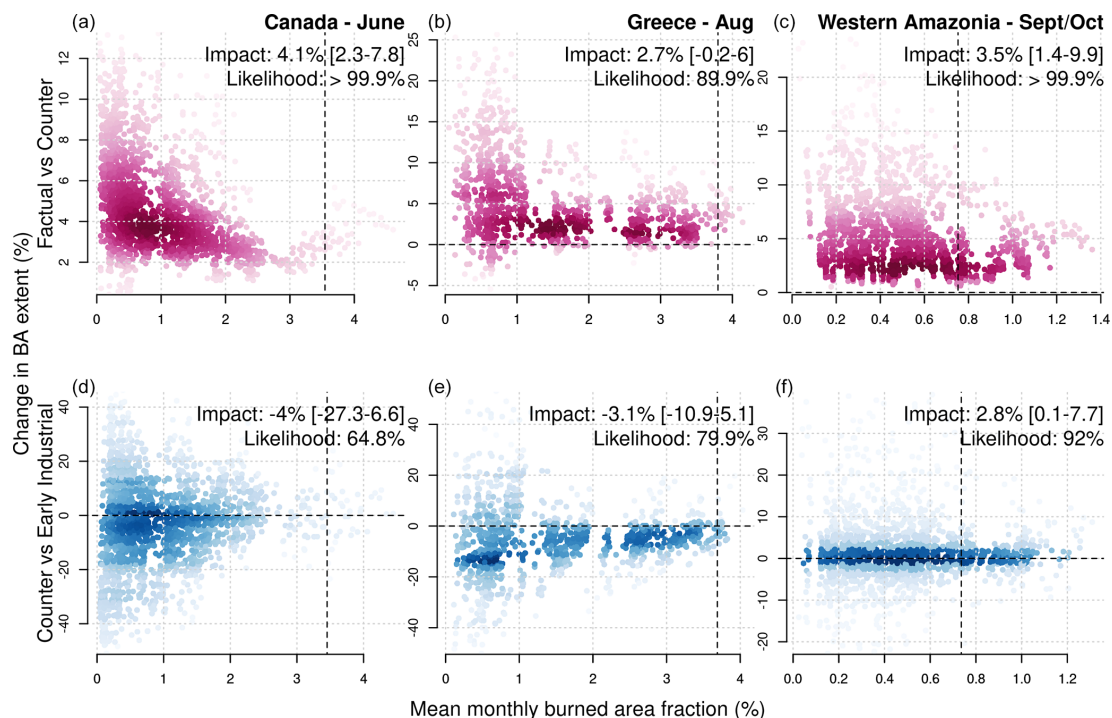 (a) Canada - June
Impact: 4.1% [2.3-7.8]
Likelihood: > 99.9%
12
10
8
6
4
2
0 1 2 3 4
(b) Greece - Aug
Impact: 2.7% [-0.2-6]
Likelihood: 89.9%
25
20
15
10
5
0
-5
0 1 2 3 4
(c) Western Amazonia - Sept/Oct
Impact: 3.5% [1.4-9.9]
Likelihood: > 99.9%
20
15
10
5
0
0.0 0.2 0.4 0.6 0.8 1.0 1.2 1.4
Factual vs Counter
Change in BA extent (%)
Counter vs Early Industrial
(d)
Impact: -4% [-27.3-6.6]
Likelihood: 64.8%
40
20
0
-20
-40
0 1 2 3 4
(e)
Impact: -3.1% [-10.9-5.1]
Likelihood: 79.9%
40
20
0
-20
-40
0 1 2 3 4
(f)
Impact: 2.8% [0.1-7.7]
Likelihood: 92%
30
20
10
0
-10
-20
0.0 0.2 0.4 0.6 0.8 1.0 1.2
Mean monthly burned area fraction (%)